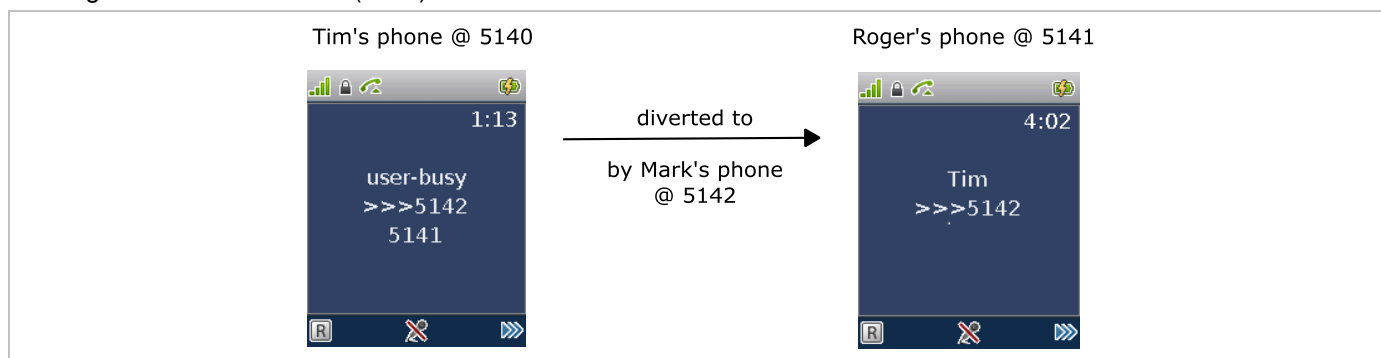 Tim's phone @ 5140
1:13
user-busy
>>>5142
5141
R
diverted to
by Mark's phone
@ 5142
Roger's phone @ 5141
4:02
Tim
>>>5142
R